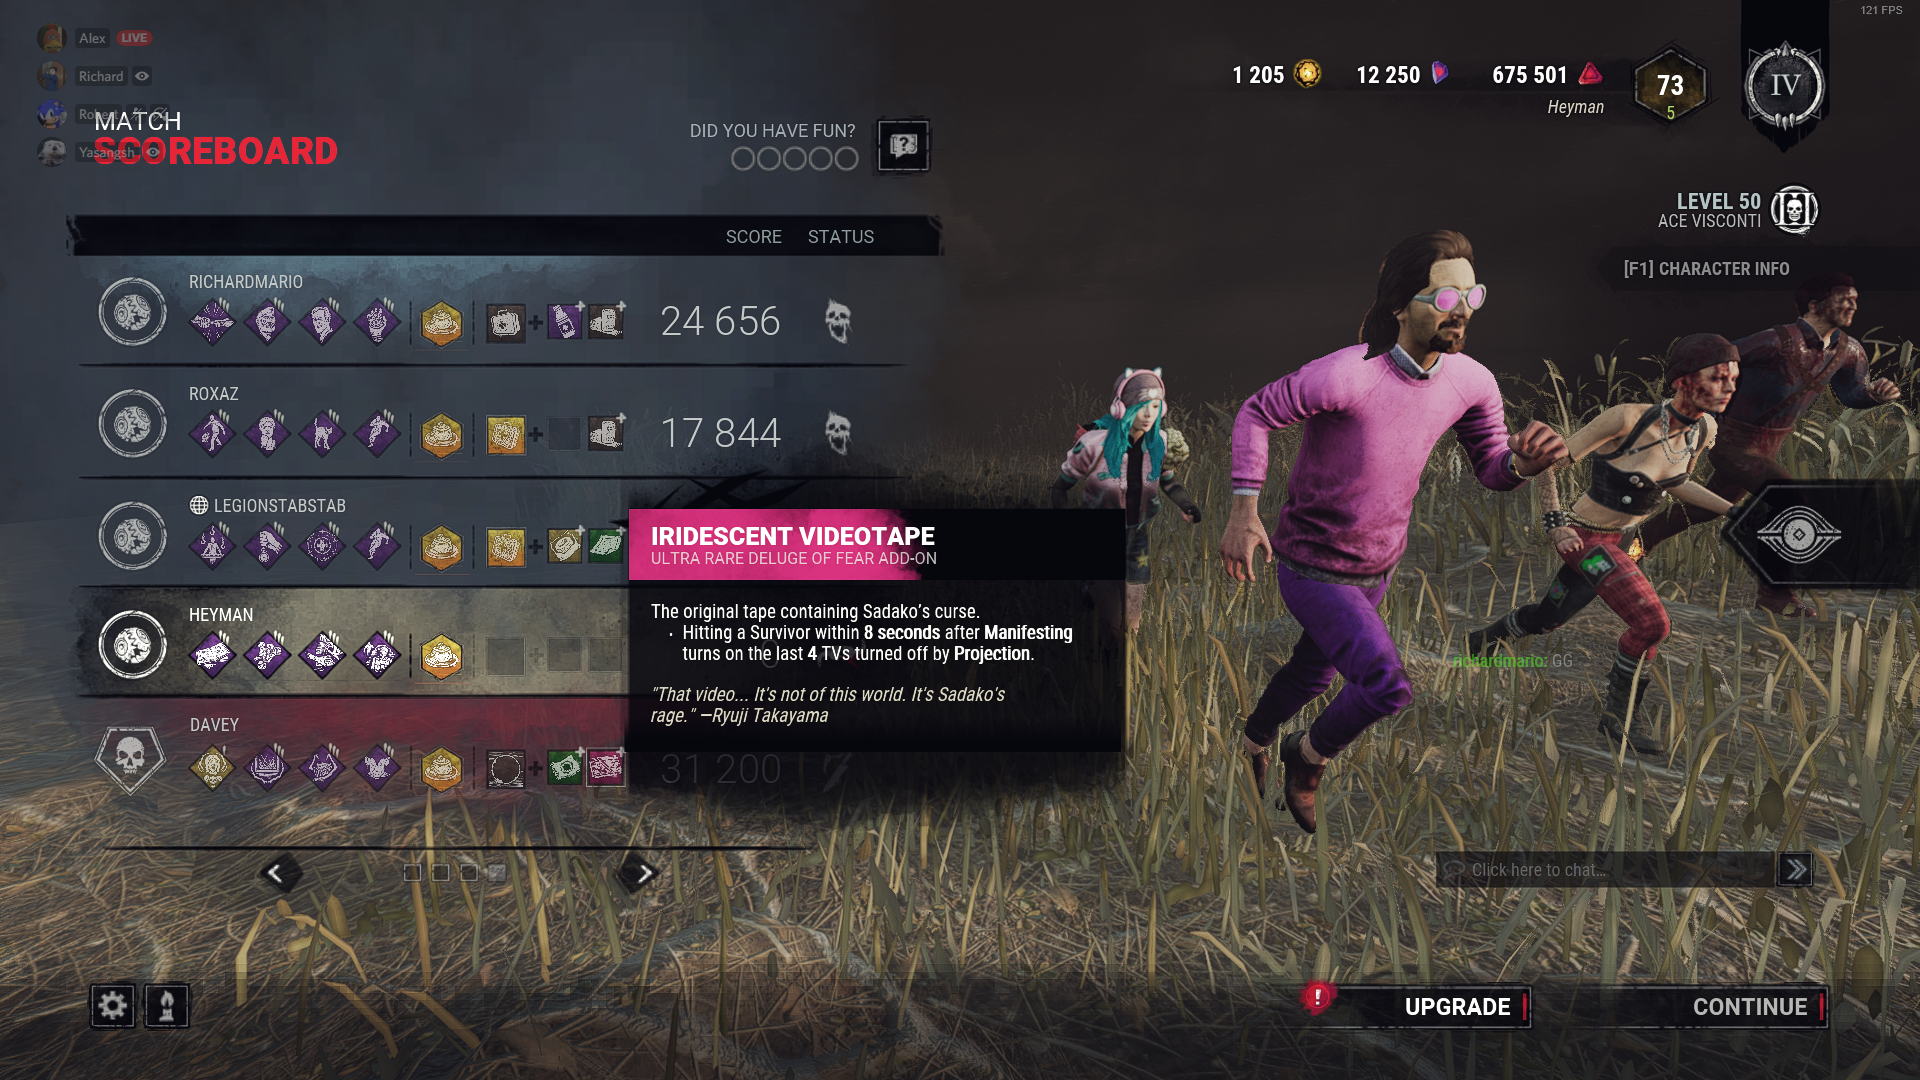 121 FPS
Alex LIVE
Richard
Yasangsh
MATCH
SCOREBOARD
DID YOU HAVE FUN?
1 205
12 250
675 501
Heyman
73
5
IV
LEVEL 50
ACE VISCONTI
[F1] CHARACTER INFO
SCORE STATUS
RICHARDMARIO
24 656
ROXAZ
17 844
LEGIONSTABSTAB
HEYMAN
DAVEY
31 200
IRIDESCENT VIDEOTAPE
ULTRA RARE DELUGE OF FEAR ADD-ON
The original tape containing Sadako's curse.
· Hitting a Survivor within 8 seconds after Manifesting
turns on the last 4 TVs turned off by Projection.
"That video... It's not of this world. It's Sadako's
rage." —Ryuji Takayama
richardmario: GG
Click here to chat...
UPGRADE
CONTINUE